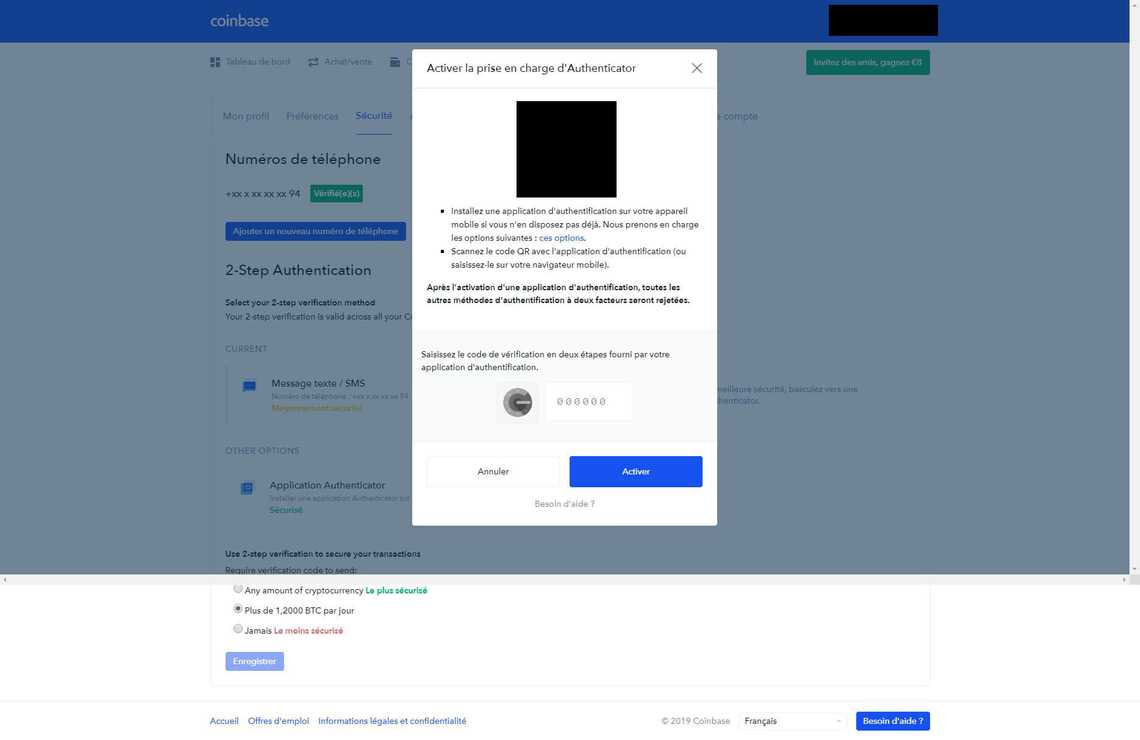 coinbase
Tableau de bord
Achat/vente
Invitez des amis, gagnez €8
Mon profil
Préférences
Sécurité
compte
Numéros de téléphone
+xx x xx xx xx 94
Vérifié(e)(s)
Ajouter un nouveau numéro de téléphone
2-Step Authentication
Select your 2-step verification method
Your 2-step verification is valid across all your
CURRENT
Message texte / SMS
Numéro de téléphone : +xx x xx xx xx 94
Moyennement sécurisé
meilleure sécurité, basculez vers une
OTHER OPTIONS
Application Authenticator
Installer une application Authenticator sur
Sécurisé
Use 2-step verification to secure your transactions
Require verification code to send:
Any amount of cryptocurrency Le plus sécurisé
Plus de 1,2000 BTC par jour
Jamais Le moins sécurisé
Enregistrer
Activer la prise en charge d'Authenticator
Installez une application d'authentification sur votre appareil
mobile si vous n'en disposez pas déjà. Nous prenons en charge
les options suivantes : ces options.
Scannez le code QR avec l'application d'authentification (ou
saisissez-le sur votre navigateur mobile).
Après l'activation d'une application d'authentification, toutes les
autres méthodes d'authentification à deux facteurs seront rejetées.
Saisissez le code de vérification en deux étapes fourni par votre
application d'authentification.
000000
Annuler
Activer
Besoin d'aide ?
Accueil
Offres d'emploi
Informations légales et confidentialité
© 2019 Coinbase
Français
Besoin d'aide ?